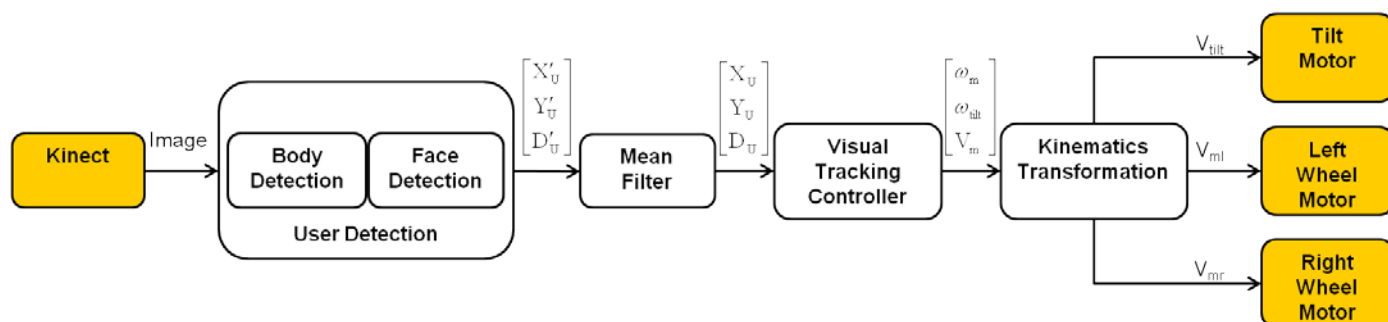 Kinect
Image
Body
Detection
Face
Detection
User Detection
X′U
Y′U
D′U
Mean
Filter
XU
YU
DU
Visual
Tracking
Controller
ωm
ωtilt
Vm
Kinematics
Transformation
Vtilt
Tilt
Motor
Vml
Left
Wheel
Motor
Vmr
Right
Wheel
Motor